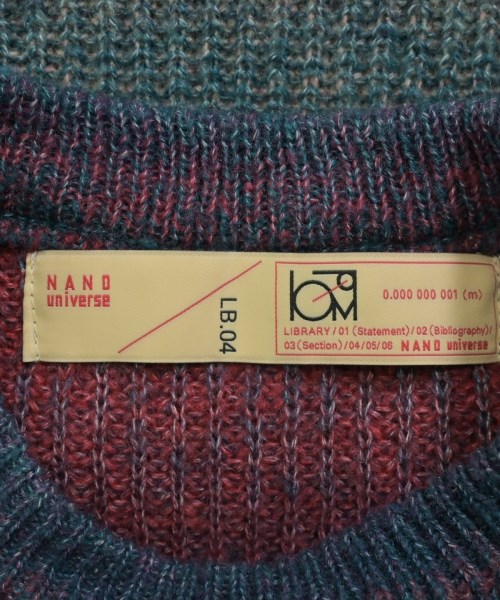 NANO
universe
LB.04
0.000 000 001 (m)
LIBRARY / 01 (Statement) / 02 (Bibliography) /
03 (Section) / 04 / 05 / 06 NANO universe